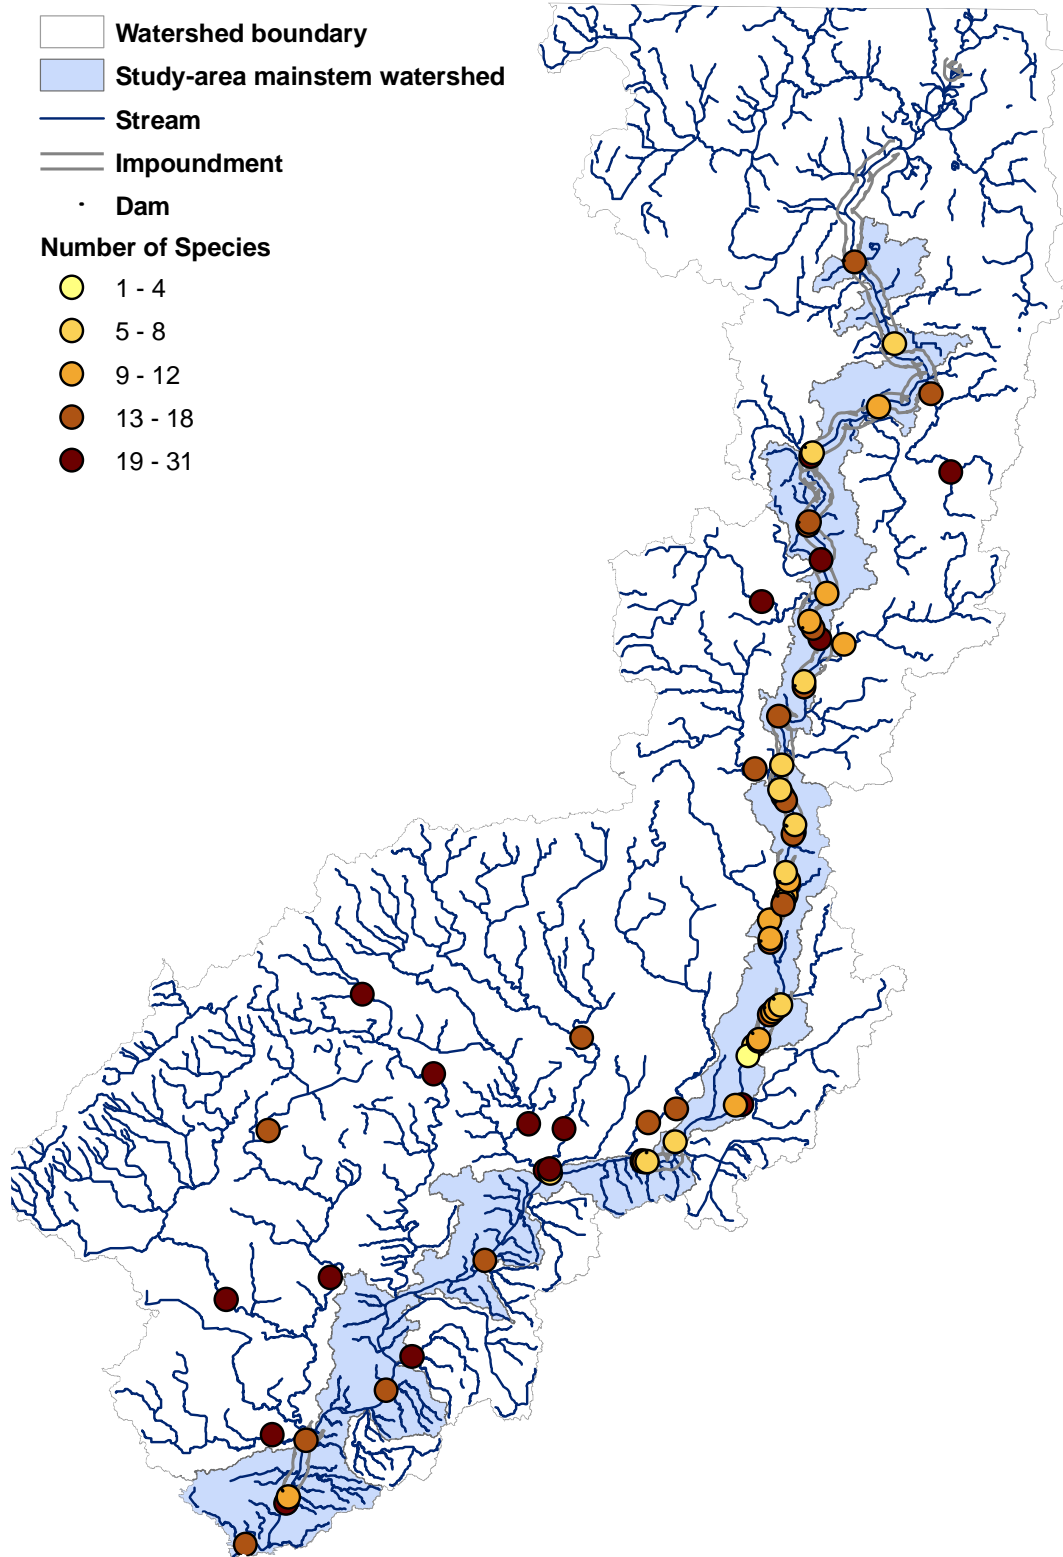 Watershed boundary
Study-area mainstem watershed
Stream
Impoundment
Dam
Number of Species
1 - 4
5 - 8
9 - 12
13 - 18
19 - 31